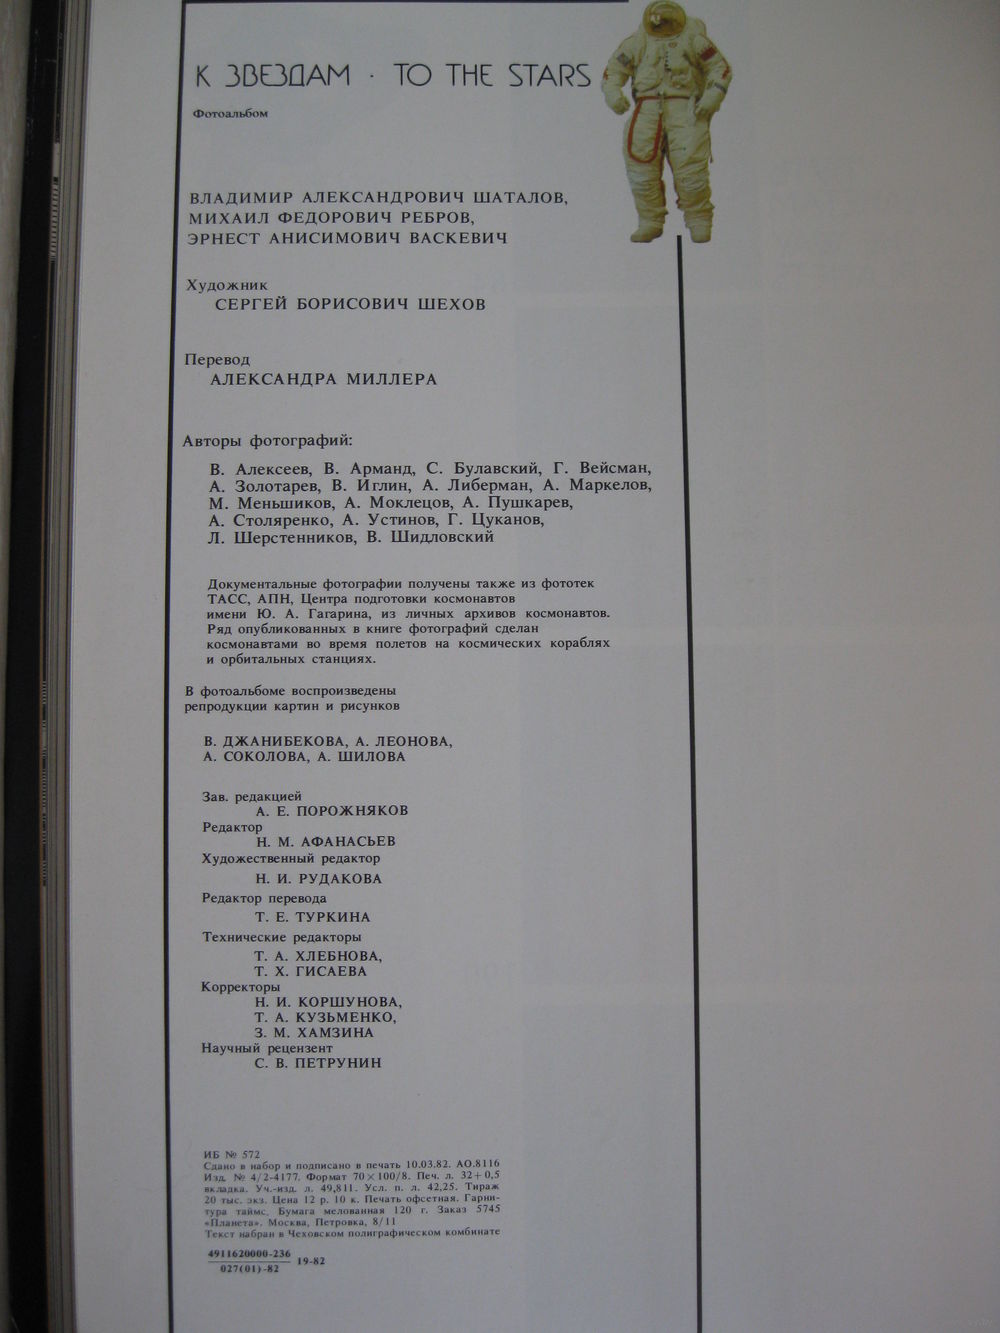 К ЗВЕЗДАМ · TO THE STARS
Фотоальбом
ВЛАДИМИР АЛЕКСАНДРОВИЧ ШАТАЛОВ,
МИХАИЛ ФЕДОРОВИЧ РЕБРОВ,
ЭРНЕСТ АНИСИМОВИЧ ВАСКЕВИЧ
Художник
СЕРГЕЙ БОРИСОВИЧ ШЕХОВ
Перевод
АЛЕКСАНДРА МИЛЛЕРА
Авторы фотографий:
В. Алексеев, В. Арманд, С. Булавский, Г. Вейсман,
А. Золотарев, В. Иглин, А. Либерман, А. Маркелов,
М. Меньшиков, А. Моклецов, А. Пушкарев,
А. Столяренко, А. Устинов, Г. Цуканов,
Л. Шерстенников, В. Шидловский
Документальные фотографии получены также из фототек
ТАСС, АПН, Центра подготовки космонавтов
имени Ю. А. Гагарина, из личных архивов космонавтов.
Ряд опубликованных в книге фотографий сделан
космонавтами во время полетов на космических кораблях
и орбитальных станциях.
В фотоальбоме воспроизведены
репродукции картин и рисунков
В. ДЖАНИБЕКОВА, А. ЛЕОНОВА,
А. СОКОЛОВА, А. ШИЛОВА
Зав. редакцией
А. Е. ПОРОЖНЯКОВ
Редактор
Н. М. АФАНАСЬЕВ
Художественный редактор
Н. И. РУДАКОВА
Редактор перевода
Т. Е. ТУРКИНА
Технические редакторы
Т. А. ХЛЕБНОВА,
Т. Х. ГИСАЕВА
Корректоры
Н. И. КОРШУНОВА,
Т. А. КУЗЬМЕНКО,
З. М. ХАМЗИНА
Научный рецензент
С. В. ПЕТРУНИН
ИБ № 572
Сдано в набор и подписано в печать 10.03.82. АО.8116
Изд. № 4/2-4177. Формат 70×100/8. Печ. л. 32+0,5
вкладка. Уч.-изд. л. 49,811. Усл. п. л. 42,25. Тираж
20 тыс. экз. Цена 12 р. 10 к. Печать офсетная. Гарни-
тура таймс. Бумага мелованная 120 г. Заказ 5745
«Планета». Москва, Петровка, 8/11
Текст набран в Чеховском полиграфическом комбинате
4911620000-236
027(01)-82
19-82